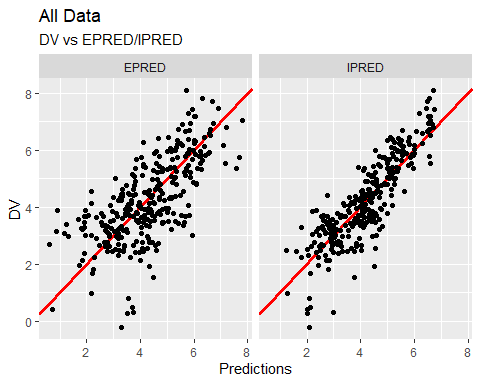 All Data
DV vs EPRED/IPRED
EPRED IPRED
8
6
4
2
0
DV
2 4 6 8 2 4 6 8
Predictions